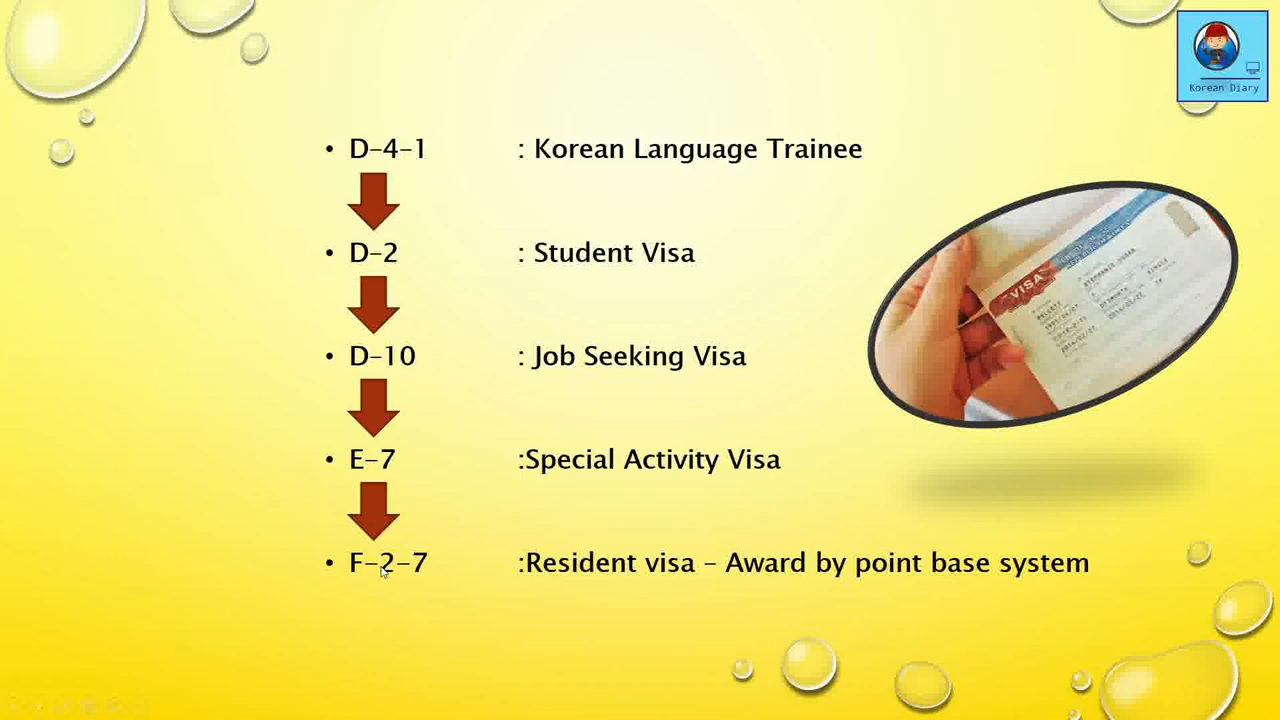 Korean Diary
• D-4-1 : Korean Language Trainee
• D-2 : Student Visa
• D-10 : Job Seeking Visa
• E-7 :Special Activity Visa
• F-2-7 :Resident visa – Award by point base system
VISA